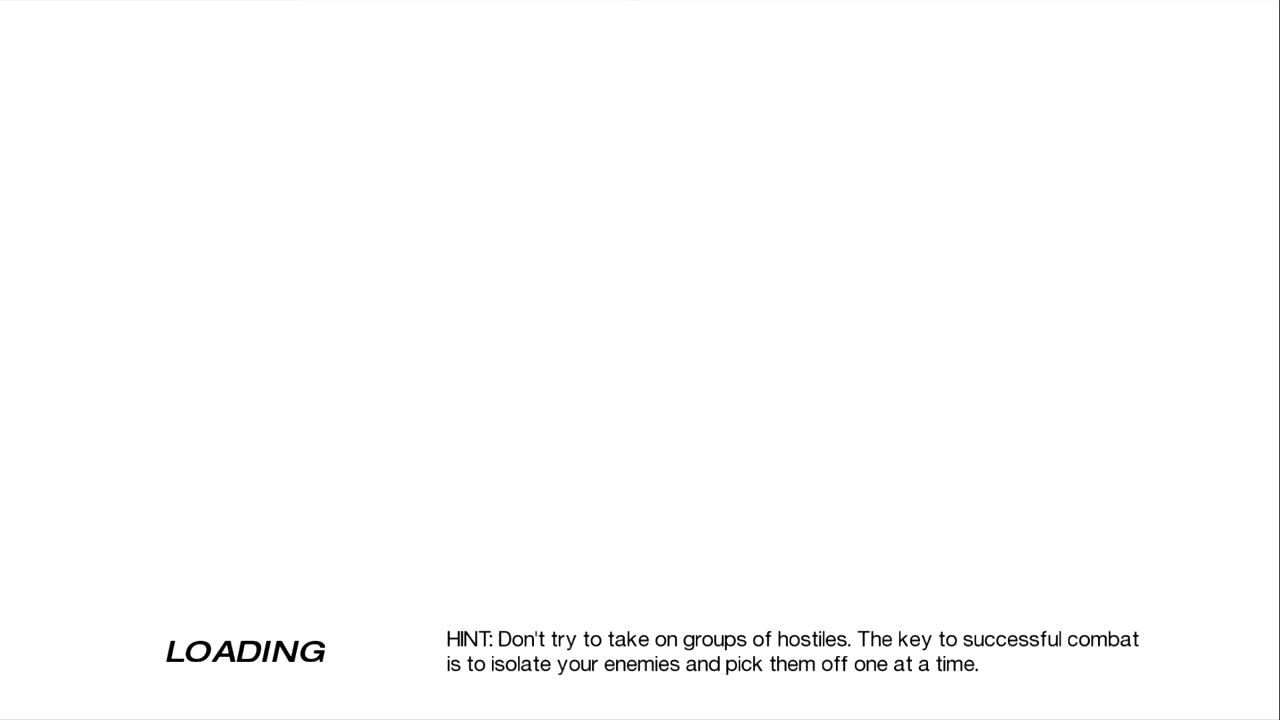 LOADING
HINT: Don't try to take on groups of hostiles. The key to successful combat
is to isolate your enemies and pick them off one at a time.